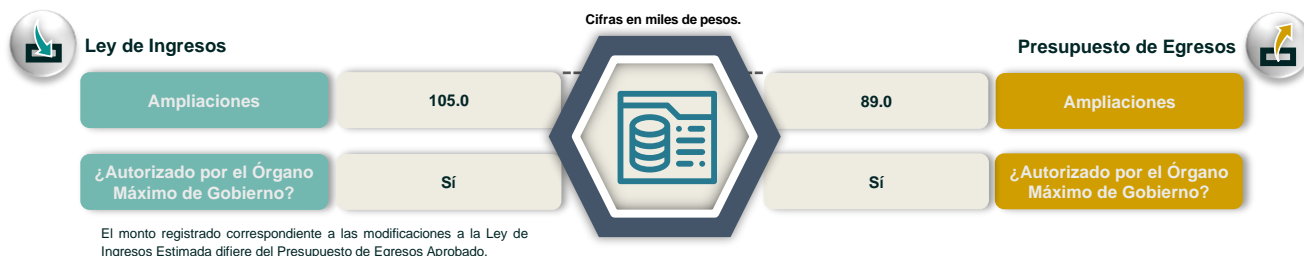 Cifras en miles de pesos.
Ley de Ingresos
Presupuesto de Egresos
Ampliaciones
105.0
89.0
Ampliaciones
¿Autorizado por el Órgano
Máximo de Gobierno?
Sí
Sí
¿Autorizado por el Órgano
Máximo de Gobierno?
El monto registrado correspondiente a las modificaciones a la Ley de
Ingresos Estimada difiere del Presupuesto de Egresos Aprobado.